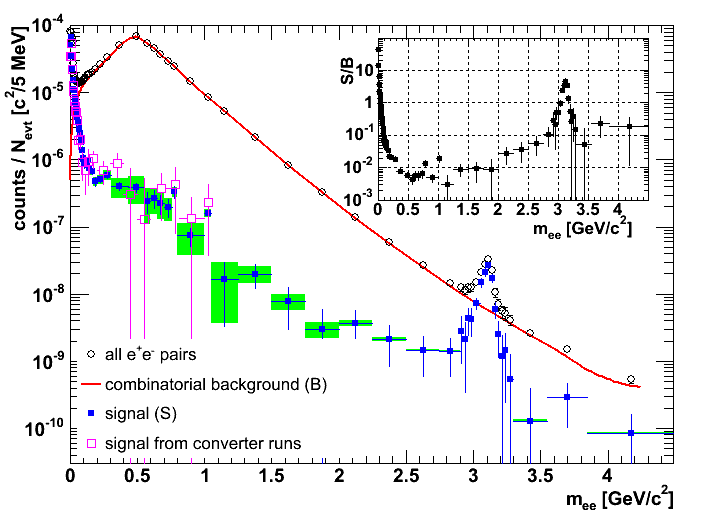 counts / N_evt [c²/5 MeV]
10⁻⁴
10⁻⁵
10⁻⁶
10⁻⁷
10⁻⁸
10⁻⁹
10⁻¹⁰
S/B
10
1
10⁻¹
10⁻²
10⁻³
0 0.5 1 1.5 2 2.5 3 3.5 4
m_ee [GeV/c²]
all e⁺e⁻ pairs
combinatorial background (B)
signal (S)
signal from converter runs
0 0.5 1 1.5 2 2.5 3 3.5 4
m_ee [GeV/c²]